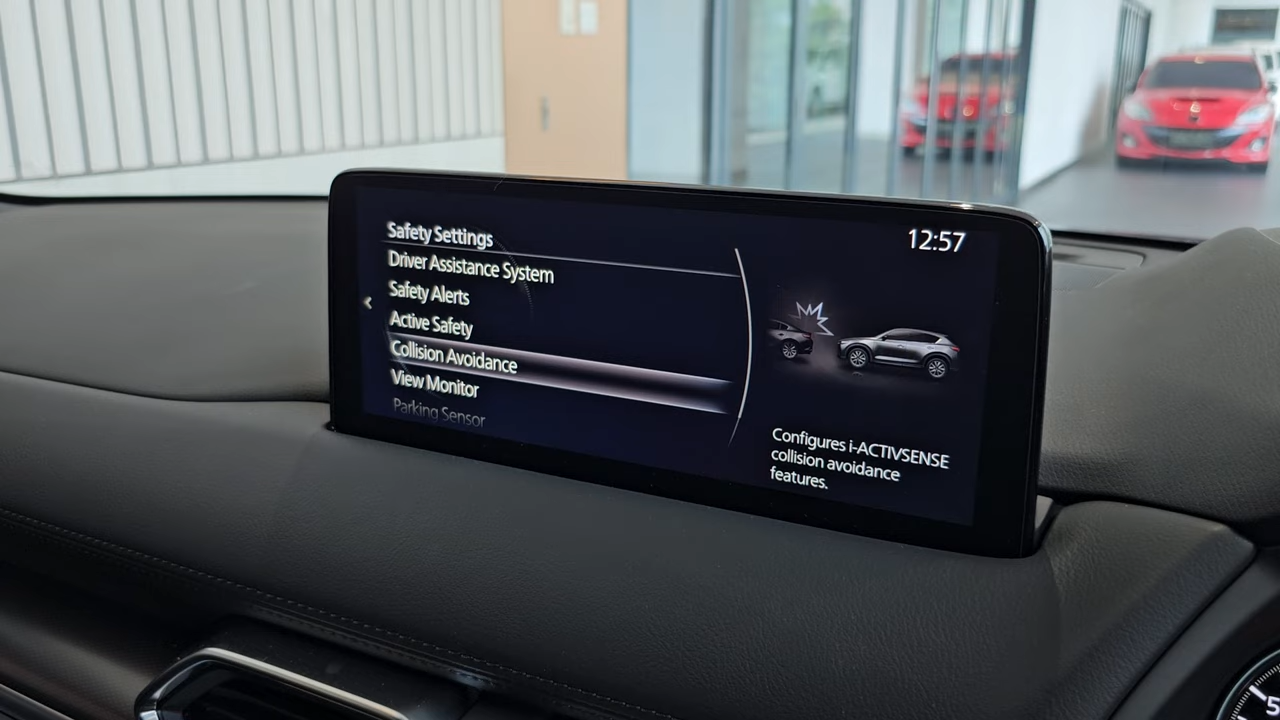 Safety Settings
12:57
Driver Assistance System
Safety Alerts
Active Safety
Collision Avoidance
View Monitor
Parking Sensor
Configures i-ACTIVSENSE
collision avoidance
features.
5